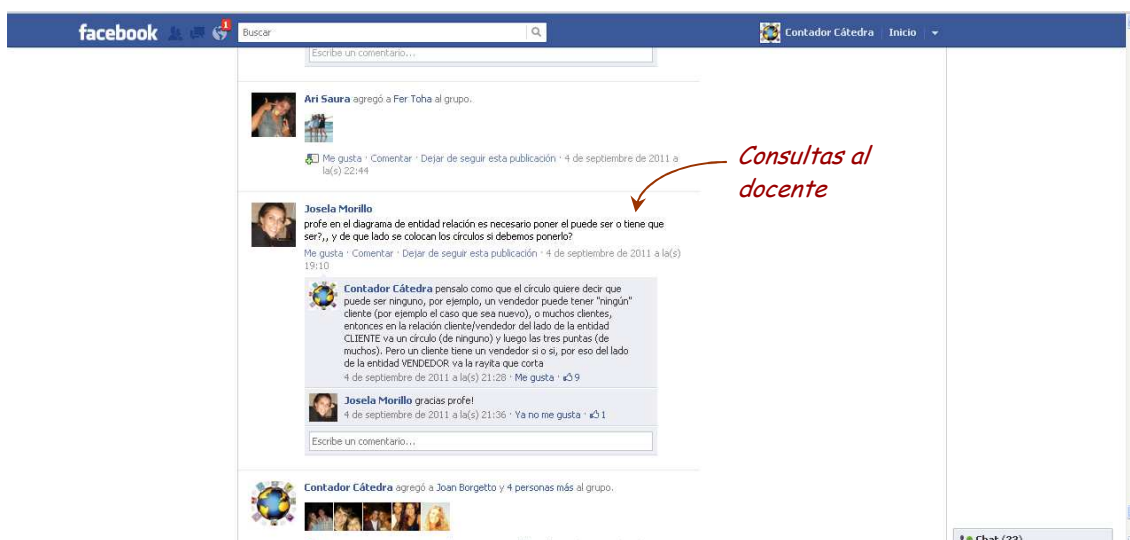 facebook
1
Buscar
Contador Cátedra
Inicio
Escribe un comentario...
Ari Saura agregó a Fer Toha al grupo.
Me gusta · Comentar · Dejar de seguir esta publicación · 4 de septiembre de 2011 a
la(s) 22:44
Consultas al
docente
Josela Morillo
profe en el diagrama de entidad relación es necesario poner el puede ser o tiene que
ser?,, y de que lado se colocan los círculos si debemos ponerlo?
Me gusta · Comentar · Dejar de seguir esta publicación · 4 de septiembre de 2011 a la(s)
19:10
Contador Cátedra pensalo como que el círculo quiere decir que
puede ser ninguno, por ejemplo, un vendedor puede tener "ningún"
cliente (por ejemplo el caso que sea nuevo), o muchos clientes,
entonces en la relación cliente/vendedor del lado de la entidad
CLIENTE va un círculo (de ninguno) y luego las tres puntas (de
muchos). Pero un cliente tiene un vendedor si o si, por eso del lado
de la entidad VENDEDOR va la rayita que corta
4 de septiembre de 2011 a la(s) 21:28 · Me gusta · 9
Josela Morillo gracias profe!
4 de septiembre de 2011 a la(s) 21:36 · Ya no me gusta · 1
Escribe un comentario...
Contador Cátedra agregó a Joan Borgetto y 4 personas más al grupo.
Chat (33)